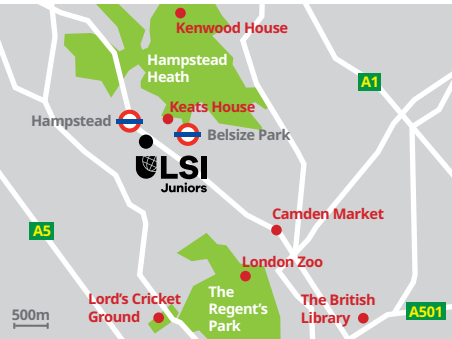 Kenwood House
Hampstead
Heath
A1
Keats House
Hampstead
Belsize Park
LSI
Juniors
Camden Market
A5
London Zoo
Lord's Cricket
Ground
The
Regent's
Park
The British
Library
A501
500m